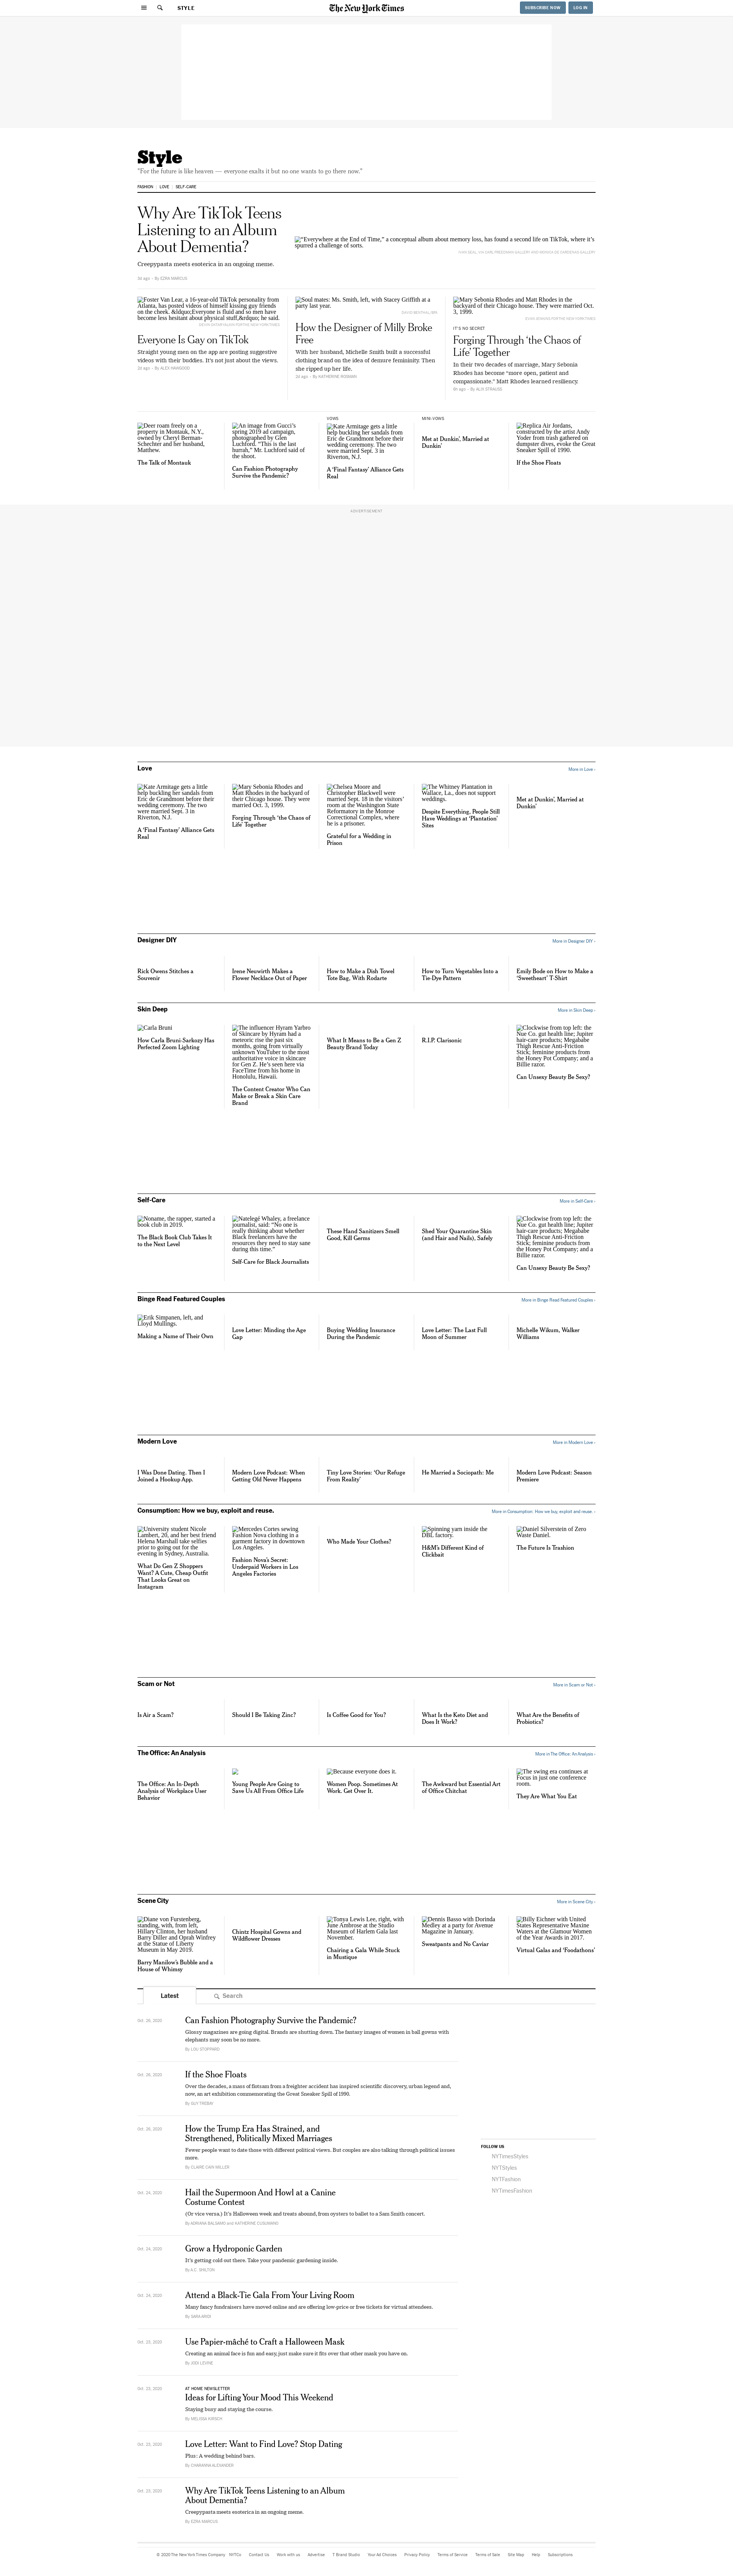 STYLE
The New York Times
SUBSCRIBE NOW
LOG IN
Style
"For the future is like heaven — everyone exalts it but no one wants to go there now."
FASHION
LOVE
SELF-CARE
Why Are TikTok Teens
Listening to an Album
About Dementia?
Creepypasta meets esoterica in an ongoing meme.
By EZRA MARCUS
"Everywhere at the End of Time," a conceptual album about memory loss, has found a second life on TikTok, where it's
spurred a challenge of sorts.
Foster Van Lear, a 16-year-old TikTok personality from
Atlanta, has posted videos of himself kissing guy friends
on the cheek. &ldquo;Everyone is fluid and so men have
become less hesitant about physical stuff,&rdquo; he said.
Everyone Is Gay on TikTok
Straight young men on the app are posting suggestive
videos with their buddies. It's not just about the views.
By ALEX HAWGOOD
Soul mates: Ms. Smith, left, with Stacey Griffith at a
party last year.
How the Designer of Milly Broke
Free
With her husband, Michelle Smith built a successful
clothing brand on the idea of demure femininity. Then
she ripped up her life.
By KATHERINE ROSMAN
Mary Sebonia Rhodes and Matt Rhodes in the
backyard of their Chicago house. They were married Oct.
3, 1999.
IT'S NO SECRET
Forging Through 'the Chaos of
Life' Together
In their two decades of marriage, Mary Sebonia
Rhodes has become "more open, patient and
compassionate." Matt Rhodes learned resiliency.
By ALIX STRAUSS
Deer roam freely on a
property in Montauk, N.Y.,
owned by Cheryl Berman-
Schechter and her husband,
Matthew.
The Talk of Montauk
An image from Gucci's
spring 2019 ad campaign,
photographed by Glen
Luchford. "This is the last
hurrah," Mr. Luchford said of
the shoot.
Can Fashion Photography
Survive the Pandemic?
VOWS
Kate Armitage gets a little
help buckling her sandals from
Eric de Grandmont before their
wedding ceremony. The two
were married Sept. 3 in
Riverton, N.J.
A 'Final Fantasy' Alliance Gets
Real
MINI-VOWS
Met at Dunkin', Married at
Dunkin'
Replica Air Jordans,
constructed by the artist Andy
Yoder from trash gathered on
dumpster dives, evoke the Great
Sneaker Spill of 1990.
If the Shoe Floats
ADVERTISEMENT
Love
More in Love ›
Kate Armitage gets a little
help buckling her sandals from
Eric de Grandmont before their
wedding ceremony. The two
were married Sept. 3 in
Riverton, N.J.
A 'Final Fantasy' Alliance Gets
Real
Mary Sebonia Rhodes and
Matt Rhodes in the backyard
of their Chicago house. They were
married Oct. 3, 1999.
Forging Through 'the Chaos of
Life' Together
Chelsea Moore and
Christopher Blackwell were
married Sept. 18 in the visitors'
room at the Washington State
Reformatory in the Monroe
Correctional Complex, where
he is a prisoner.
Grateful for a Wedding in
Prison
The Whitney Plantation in
Wallace, La., does not support
weddings.
Despite Everything, People Still
Have Weddings at 'Plantation'
Sites
Met at Dunkin', Married at
Dunkin'
Designer DIY
More in Designer DIY ›
Rick Owens Stitches a
Souvenir
Irene Neuwirth Makes a
Flower Necklace Out of Paper
How to Make a Dish Towel
Tote Bag, With Rodarte
How to Turn Vegetables Into a
Tie-Dye Pattern
Emily Bode on How to Make a
'Sweetheart' T-Shirt
Skin Deep
More in Skin Deep ›
Carla Bruni
How Carla Bruni-Sarkozy Has
Perfected Zoom Lighting
The influencer Hyram Yarbro
of Skincare by Hyram had a
meteoric rise the past six
months, going from virtually
unknown YouTuber to the most
authoritative voice in skincare
for Gen Z. He's seen here via
FaceTime from his home in
Honolulu, Hawaii.
The Content Creator Who Can
Make or Break a Skin Care
Brand
What It Means to Be a Gen Z
Beauty Brand Today
R.I.P. Clarisonic
Clockwise from top left: the
Nue Co. gut health line; Jupiter
hair-care products; Megababe
Thigh Rescue Anti-Friction
Stick; feminine products from
the Honey Pot Company; and a
Billie razor.
Can Unsexy Beauty Be Sexy?
Self-Care
More in Self-Care ›
Noname, the rapper, started a
book club in 2019.
The Black Book Club Takes It
to the Next Level
Natelegé Whaley, a freelance
journalist, said: "No one is
really thinking about whether
Black freelancers have the
resources they need to stay sane
during this time."
Self-Care for Black Journalists
These Hand Sanitizers Smell
Good, Kill Germs
Shed Your Quarantine Skin
(and Hair and Nails), Safely
Clockwise from top left: the
Nue Co. gut health line; Jupiter
hair-care products; Megababe
Thigh Rescue Anti-Friction
Stick; feminine products from
the Honey Pot Company; and a
Billie razor.
Can Unsexy Beauty Be Sexy?
Binge Read Featured Couples
More in Binge Read Featured Couples ›
Erik Simpanen, left, and
Lloyd Mullings.
Making a Name of Their Own
Love Letter: Minding the Age
Gap
Buying Wedding Insurance
During the Pandemic
Love Letter: The Last Full
Moon of Summer
Michelle Wikum, Walker
Williams
Modern Love
More in Modern Love ›
I Was Done Dating. Then I
Joined a Hookup App.
Modern Love Podcast: When
Getting Old Never Happens
Tiny Love Stories: 'Our Refuge
From Reality'
He Married a Sociopath: Me
Modern Love Podcast: Season
Premiere
Consumption: How we buy, exploit and reuse.
More in Consumption: How we buy, exploit and reuse. ›
University student Nicole
Lambert, 20, and her best friend
Helena Marshall take selfies
prior to going out for the
evening in Sydney, Australia.
What Do Gen Z Shoppers
Want? A Cute, Cheap Outfit
That Looks Great on
Instagram
Mercedes Cortes sewing
Fashion Nova clothing in a
garment factory in downtown
Los Angeles.
Fashion Nova's Secret:
Underpaid Workers in Los
Angeles Factories
Who Made Your Clothes?
Spinning yarn inside the
DBL factory.
H&M's Different Kind of
Clickbait
Daniel Silverstein of Zero
Waste Daniel.
The Future Is Trashion
Scam or Not
More in Scam or Not ›
Is Air a Scam?
Should I Be Taking Zinc?
Is Coffee Good for You?
What Is the Keto Diet and
Does It Work?
What Are the Benefits of
Probiotics?
The Office: An Analysis
More in The Office: An Analysis ›
The Office: An In-Depth
Analysis of Workplace User
Behavior
Young People Are Going to
Save Us All From Office Life
Because everyone does it.
Women Poop. Sometimes At
Work. Get Over It.
The Awkward but Essential Art
of Office Chitchat
The swing era continues at
Focus in just one conference
room.
They Are What You Eat
Scene City
More in Scene City ›
Diane von Furstenberg,
standing, with, from left,
Hillary Clinton, her husband
Barry Diller and Oprah Winfrey
at the Statue of Liberty
Museum in May 2019.
Barry Manilow's Bubble and a
House of Whimsy
Chintz Hospital Gowns and
Wildflower Dresses
Tonya Lewis Lee, right, with
June Ambrose at the Studio
Museum of Harlem Gala last
November.
Chairing a Gala While Stuck
in Mustique
Dennis Basso with Dorinda
Medley at a party for Avenue
Magazine in January.
Sweatpants and No Caviar
Billy Eichner with United
States Representative Maxine
Waters at the Glamour Women
of the Year Awards in 2017.
Virtual Galas and 'Foodathons'
Latest
Search
Can Fashion Photography Survive the Pandemic?
Glossy magazines are going digital. Brands are shutting down. The fantasy images of women in ball gowns with
elephants may soon be no more.
By LOU STOPPARD
If the Shoe Floats
Over the decades, a mass of flotsam from a freighter accident has inspired scientific discovery, urban legend and,
now, an art exhibition commemorating the Great Sneaker Spill of 1990.
By GUY TREBAY
How the Trump Era Has Strained, and
Strengthened, Politically Mixed Marriages
Fewer people want to date those with different political views. But couples are also talking through political issues
more.
By CLAIRE CAIN MILLER
FOLLOW US
NYTimesStyles
NYTStyles
NYTFashion
NYTimesFashion
Oct. 24, 2020
Hail the Supermoon And Howl at a Canine
Costume Contest
(Or vice versa.) It's Halloween week and treats abound, from oysters to ballet to a Sam Smith concert.
By ADRIANA BALSAMO and KATHERINE CUSUMANO
Oct. 24, 2020
Grow a Hydroponic Garden
It's getting cold out there. Take your pandemic gardening inside.
By A.C. SHILTON
Oct. 24, 2020
Attend a Black-Tie Gala From Your Living Room
Many fancy fundraisers have moved online and are offering low-price or free tickets for virtual attendees.
Oct. 23, 2020
Use Papier-mâché to Craft a Halloween Mask
Creating an animal face is fun and easy, just make sure it fits over that other mask you have on.
By JODI LEVINE
Oct. 23, 2020
AT HOME NEWSLETTER
Ideas for Lifting Your Mood This Weekend
Staying busy and staying the course.
By MELISSA KIRSCH
Oct. 23, 2020
Love Letter: Want to Find Love? Stop Dating
Plus: A wedding behind bars.
By CHARANNA ALEXANDER
Oct. 23, 2020
Why Are TikTok Teens Listening to an Album
About Dementia?
Creepypasta meets esoterica in an ongoing meme.
By EZRA MARCUS
© 2020 The New York Times Company
NYTCo
Contact Us
Work with us
Advertise
T Brand Studio
Your Ad Choices
Privacy Policy
Terms of Service
Terms of Sale
Site Map
Help
Subscriptions